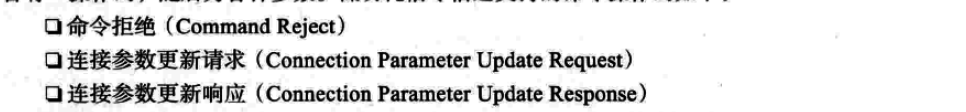 ❏命令拒绝（Command Reject）
❏连接参数更新请求（Connection Parameter Update Request）
❏连接参数更新响应（Connection Parameter Update Response）